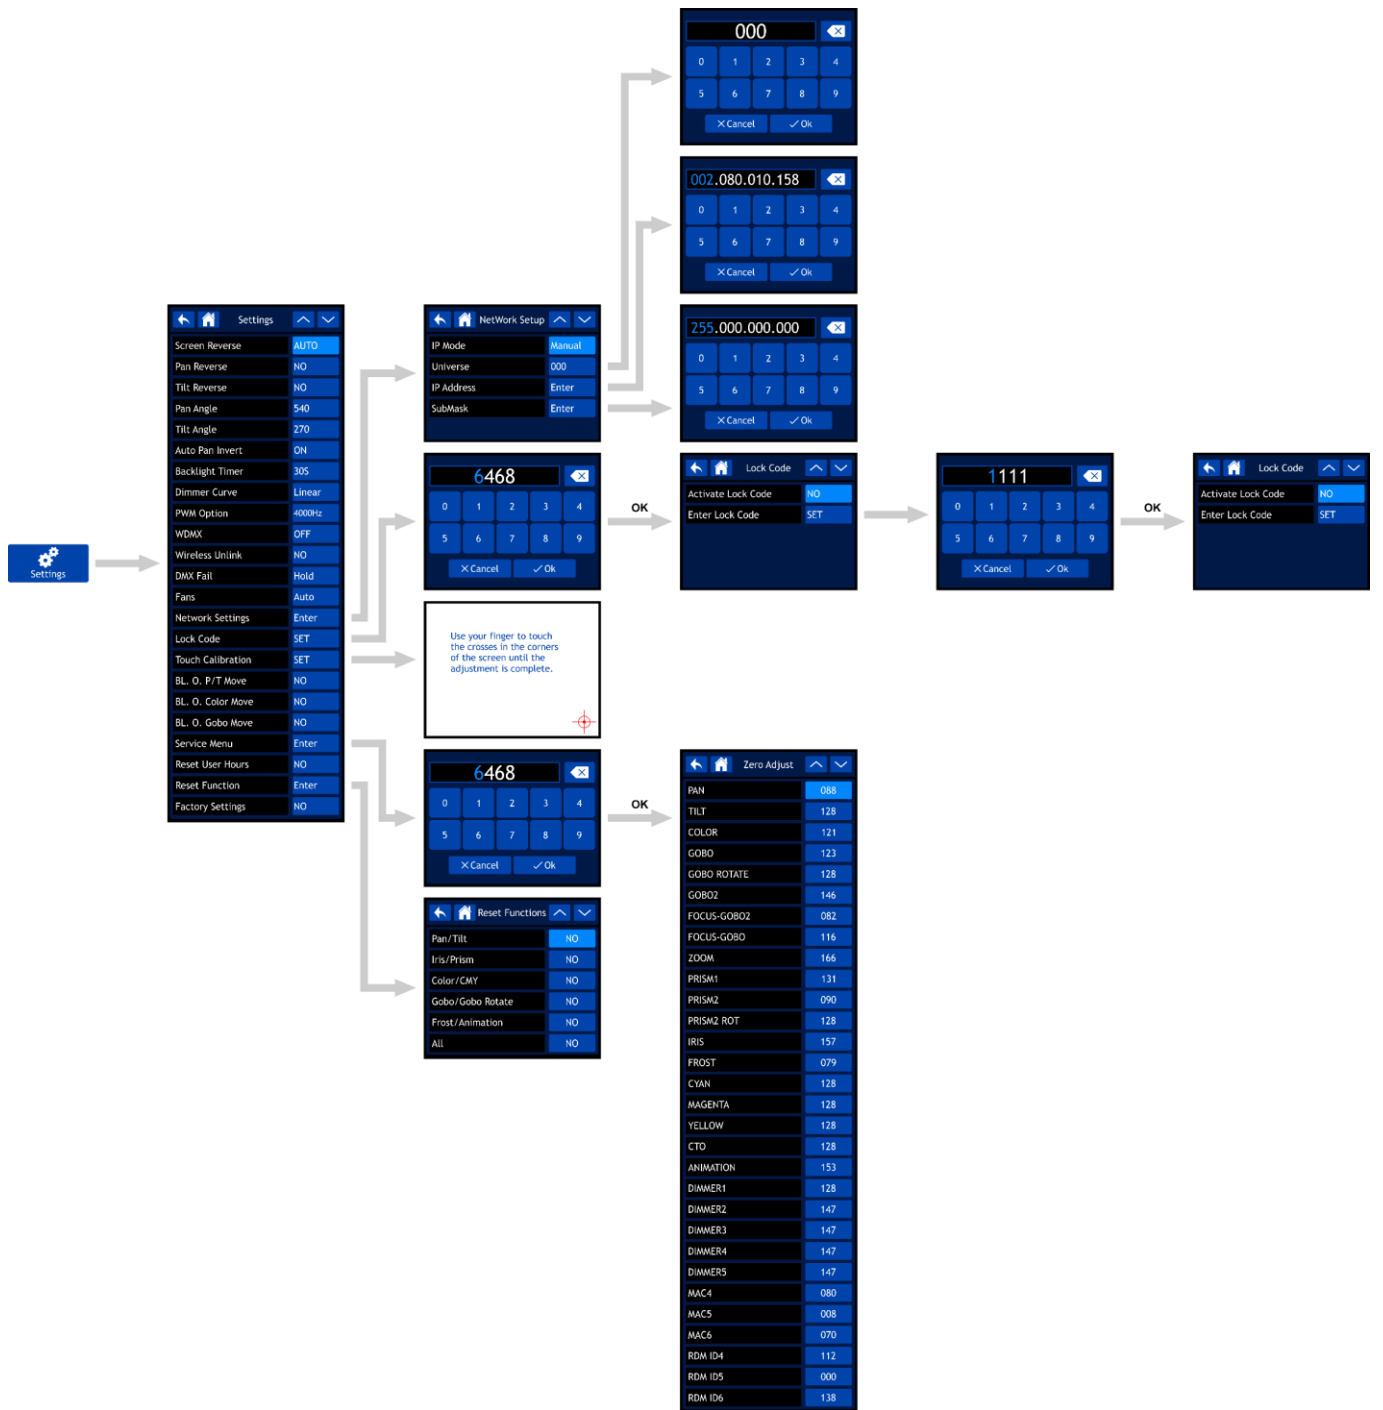 Settings
Settings
Screen Reverse AUTO
Pan Reverse NO
Tilt Reverse NO
Pan Angle 540
Tilt Angle 270
Auto Pan Invert ON
Backlight Timer 30S
Dimmer Curve Linear
PWM Option 4000Hz
WDMX OFF
Wireless Unlink NO
DMX Fail Hold
Fans Auto
Network Settings Enter
Lock Code SET
Touch Calibration SET
BL. O. P/T Move NO
BL. O. Color Move NO
BL. O. Gobo Move NO
Service Menu Enter
Reset User Hours NO
Reset Function Enter
Factory Settings NO
NetWork Setup
IP Mode Manual
Universe 000
IP Address Enter
SubMask Enter
000
0 1 2 3 4
5 6 7 8 9
Cancel Ok
002.080.010.158
0 1 2 3 4
5 6 7 8 9
Cancel Ok
255.000.000.000
0 1 2 3 4
5 6 7 8 9
Cancel Ok
6468
0 1 2 3 4
5 6 7 8 9
Cancel Ok
OK
Lock Code
Activate Lock Code NO
Enter Lock Code SET
1111
0 1 2 3 4
5 6 7 8 9
Cancel Ok
OK
Lock Code
Activate Lock Code NO
Enter Lock Code SET
Use your finger to touch
the crosses in the corners
of the screen until the
adjustment is complete.
6468
0 1 2 3 4
5 6 7 8 9
Cancel Ok
OK
Zero Adjust
PAN 088
TILT 128
COLOR 121
GOBO 123
GOBO ROTATE 128
GOBO2 146
FOCUS-GOBO2 082
FOCUS-GOBO 116
ZOOM 166
PRISM1 131
PRISM2 090
PRISM2 ROT 128
IRIS 157
FROST 079
CYAN 128
MAGENTA 128
YELLOW 128
CTO 128
ANIMATION 153
DIMMER1 128
DIMMER2 147
DIMMER3 147
DIMMER4 147
DIMMER5 147
MAC4 080
MAC5 008
MAC6 070
RDM ID4 112
RDM ID5 000
RDM ID6 138
Reset Functions
Pan/Tilt NO
Iris/Prism NO
Color/CMY NO
Gobo/Gobo Rotate NO
Frost/Animation NO
All NO